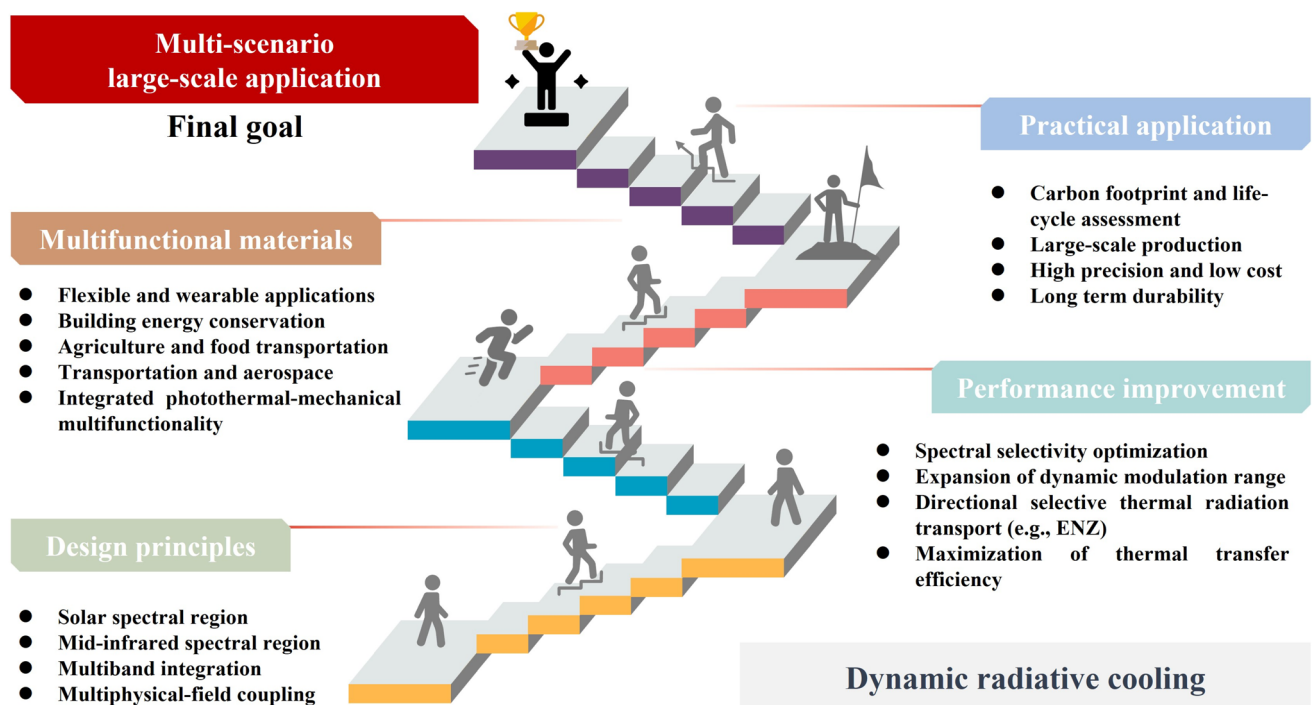 Multi-scenario
large-scale application
Final goal
Practical application
● Carbon footprint and life-
cycle assessment
● Large-scale production
● High precision and low cost
● Long term durability
Multifunctional materials
● Flexible and wearable applications
● Building energy conservation
● Agriculture and food transportation
● Transportation and aerospace
● Integrated photothermal-mechanical
multifunctionality
Performance improvement
● Spectral selectivity optimization
● Expansion of dynamic modulation range
● Directional selective thermal radiation
transport (e.g., ENZ)
● Maximization of thermal transfer
efficiency
Design principles
● Solar spectral region
● Mid-infrared spectral region
● Multiband integration
● Multiphysical-field coupling
Dynamic radiative cooling